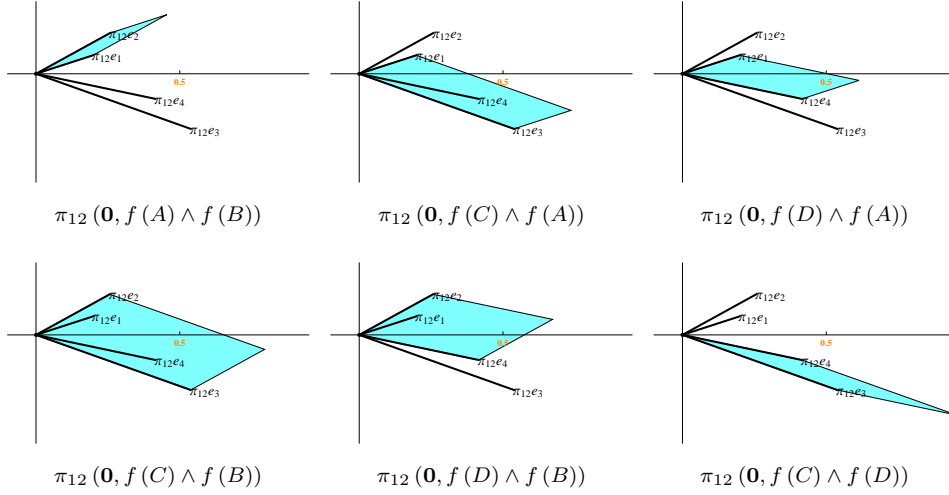 π₁₂e₂ π₁₂e₂ π₁₂e₂
π₁₂e₁ π₁₂e₁ π₁₂e₁
0.5 0.5 0.5
π₁₂e₄ π₁₂e₄ π₁₂e₄
π₁₂e₃ π₁₂e₃ π₁₂e₃
π₁₂ (𝟎, f (A) ∧ f (B)) π₁₂ (𝟎, f (C) ∧ f (A)) π₁₂ (𝟎, f (D) ∧ f (A))
π₁₂e₂ π₁₂e₂ π₁₂e₂
π₁₂e₁ π₁₂e₁ π₁₂e₁
0.5 0.5 0.5
π₁₂e₄ π₁₂e₄ π₁₂e₄
π₁₂e₃ π₁₂e₃ π₁₂e₃
π₁₂ (𝟎, f (C) ∧ f (B)) π₁₂ (𝟎, f (D) ∧ f (B)) π₁₂ (𝟎, f (C) ∧ f (D))